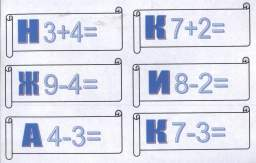 Н 3+4=
К 7+2=
Ж 9-4=
И 8-2=
А 4-3=
К 7-3=